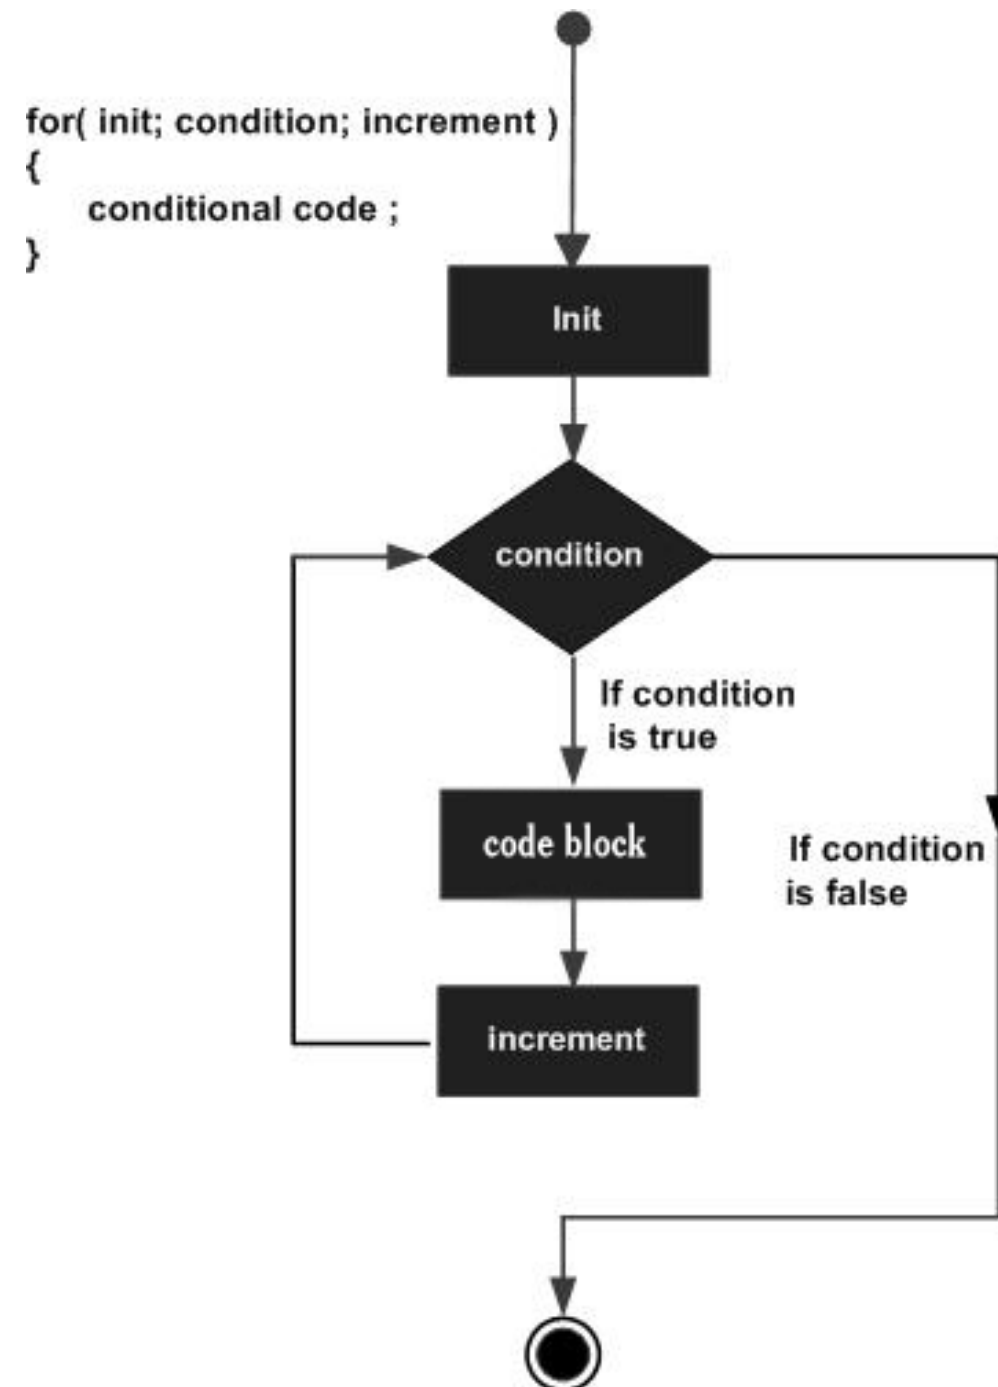 for( init; condition; increment )
{
conditional code ;
}
Init
condition
If condition
is true
code block
If condition
is false
increment